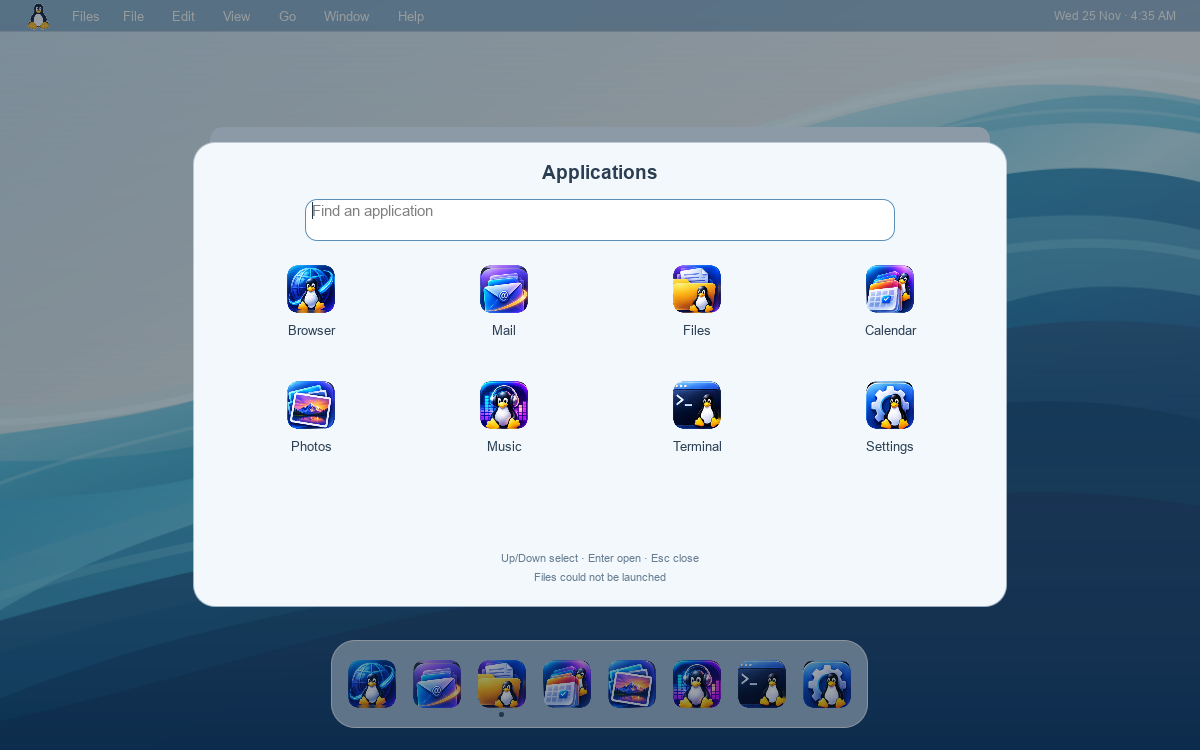 Files File Edit View Go Window Help Wed 25 Nov · 4:35 AM
Applications
Find an application
Browser Mail Files Calendar
Photos Music Terminal Settings
Up/Down select · Enter open · Esc close
Files could not be launched